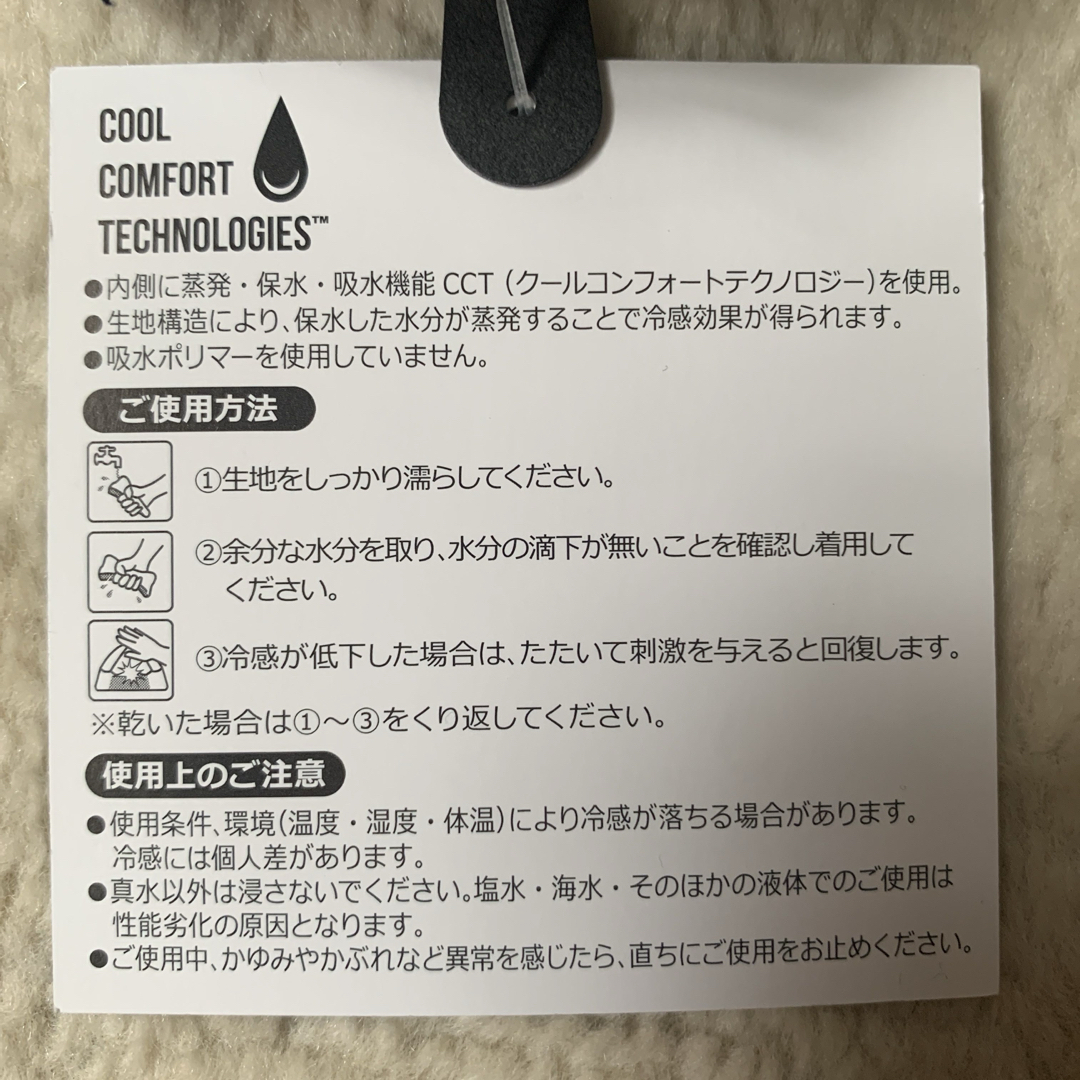 COOL
COMFORT
TECHNOLOGIES™
●内側に蒸発・保水・吸水機能 CCT（クールコンフォートテクノロジー）を使用。
●生地構造により、保水した水分が蒸発することで冷感効果が得られます。
●吸水ポリマーを使用していません。
ご使用方法
①生地をしっかり濡らしてください。
②余分な水分を取り、水分の滴下が無いことを確認し着用して
ください。
③冷感が低下した場合は、たたいて刺激を与えると回復します。
※乾いた場合は①～③をくり返してください。
使用上のご注意
●使用条件、環境（温度・湿度・体温）により冷感が落ちる場合があります。
冷感には個人差があります。
●真水以外は浸さないでください。塩水・海水・そのほかの液体でのご使用は
性能劣化の原因となります。
●ご使用中、かゆみやかぶれなど異常を感じたら、直ちにご使用をお止めください。